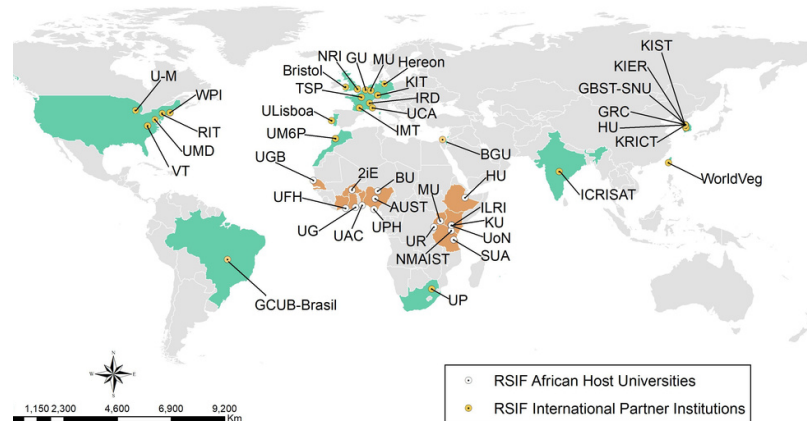 U-M
WPI
RIT
UMD
VT
GCUB-Brasil
NRI
GU
MU
Hereon
Bristol
TSP
KIT
IRD
UCA
IMT
ULisboa
UM6P
BGU
UGB
2iE
BU
AUST
UFH
UG
UAC
UPH
HU
MU
ILRI
KU
UoN
UR
NMAIST
SUA
UP
KIST
KIER
GBST-SNU
GRC
HU
KRICT
ICRISAT
WorldVeg
N
W
E
S
1,150 2,300 4,600 6,900 9,200
Km
RSIF African Host Universities
RSIF International Partner Institutions